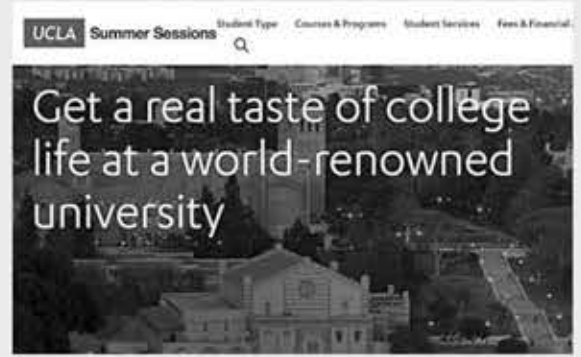 UCLA Summer Sessions
Student Type Courses & Programs Student Services Fees & Financial
Get a real taste of college
life at a world-renowned
university